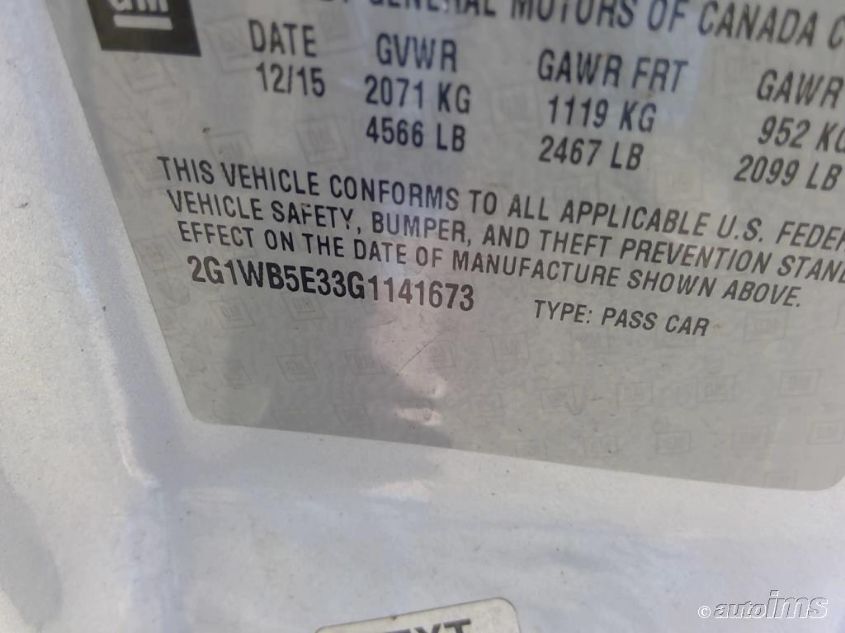 GM
GENERAL MOTORS OF CANADA
DATE GVWR GAWR FRT GAWR
12/15 2071 KG 1119 KG 952
4566 LB 2467 LB 2099 LB
THIS VEHICLE CONFORMS TO ALL APPLICABLE U.S.
VEHICLE SAFETY, BUMPER, AND THEFT PREVENTION
EFFECT ON THE DATE OF MANUFACTURE SHOWN ABOVE.
2G1WB5E33G1141673 TYPE: PASS CAR
© autoims